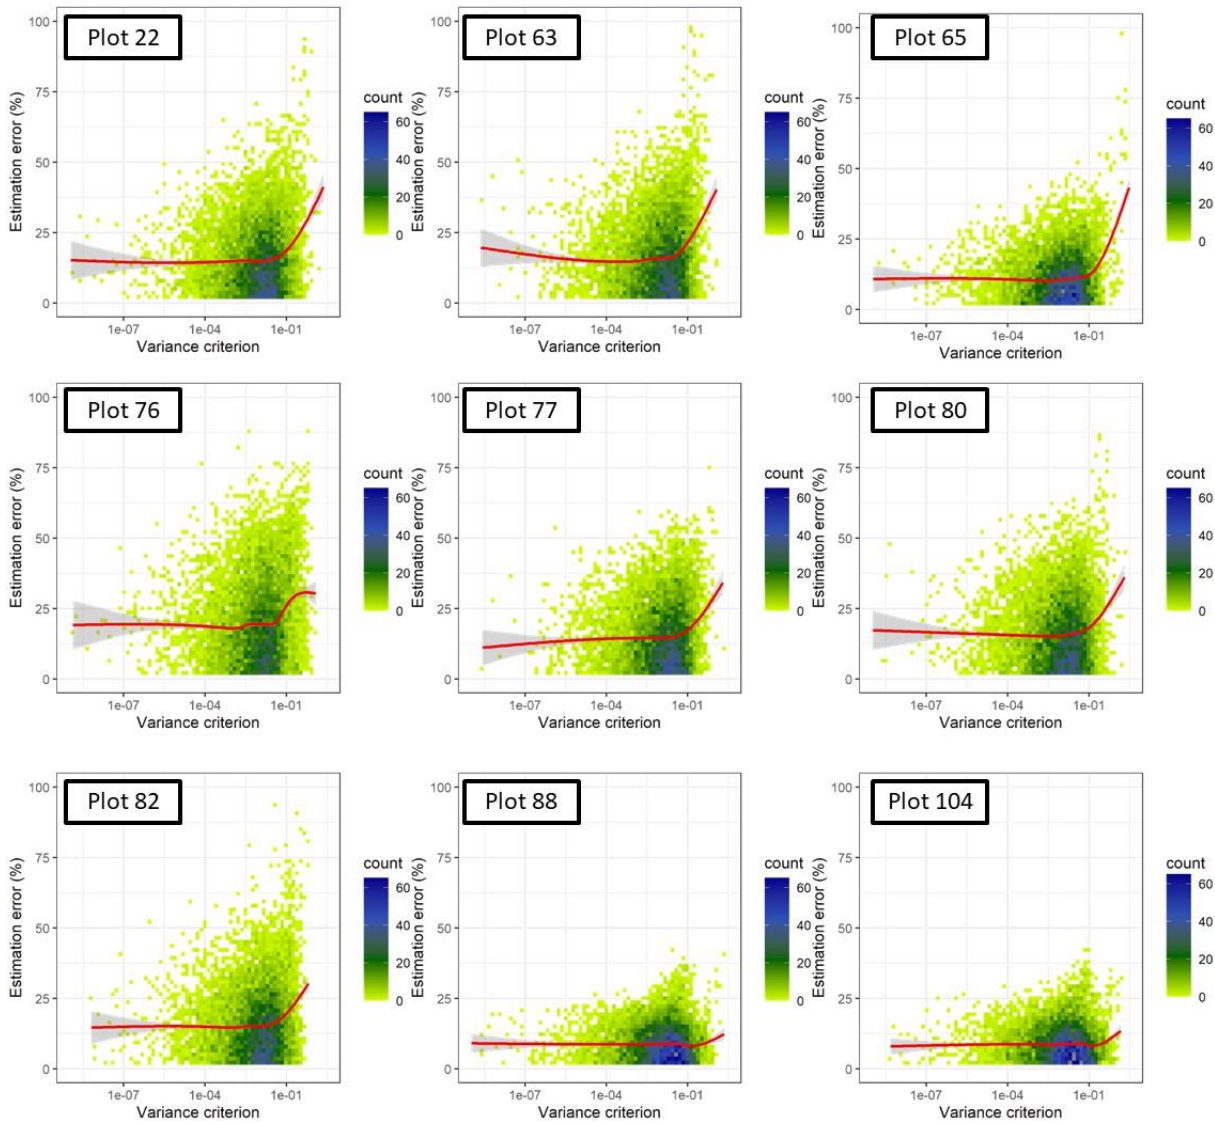 Plot 22
100
75
50
25
0
Estimation error (%)
1e-07
1e-04
1e-01
Variance criterion
count
60
40
20
0
Plot 63
100
75
50
25
0
Estimation error (%)
1e-07
1e-04
1e-01
Variance criterion
count
60
40
20
0
Plot 65
100
75
50
25
0
Estimation error (%)
1e-07
1e-04
1e-01
Variance criterion
count
60
40
20
0
Plot 76
100
75
50
25
0
Estimation error (%)
1e-07
1e-04
1e-01
Variance criterion
count
60
40
20
0
Plot 77
100
75
50
25
0
Estimation error (%)
1e-07
1e-04
1e-01
Variance criterion
count
60
40
20
0
Plot 80
100
75
50
25
0
Estimation error (%)
1e-07
1e-04
1e-01
Variance criterion
count
60
40
20
0
Plot 82
100
75
50
25
0
Estimation error (%)
1e-07
1e-04
1e-01
Variance criterion
count
60
40
20
0
Plot 88
100
75
50
25
0
Estimation error (%)
1e-07
1e-04
1e-01
Variance criterion
count
60
40
20
0
Plot 104
100
75
50
25
0
Estimation error (%)
1e-07
1e-04
1e-01
Variance criterion
count
60
40
20
0